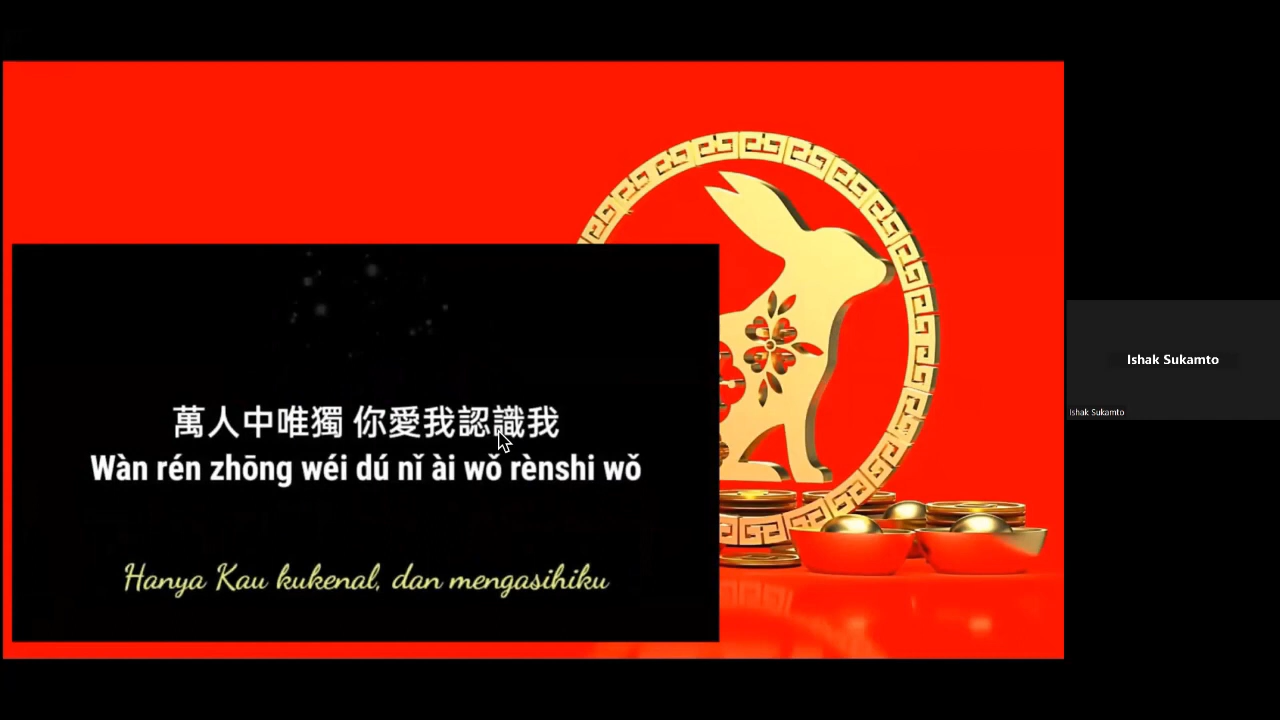 萬人中唯獨 你愛我認識我
Wàn rén zhōng wéi dú nǐ ài wǒ rènshi wǒ
Hanya Kau kukenal, dan mengasihiku
Ishak Sukamto
Ishak Sukamto